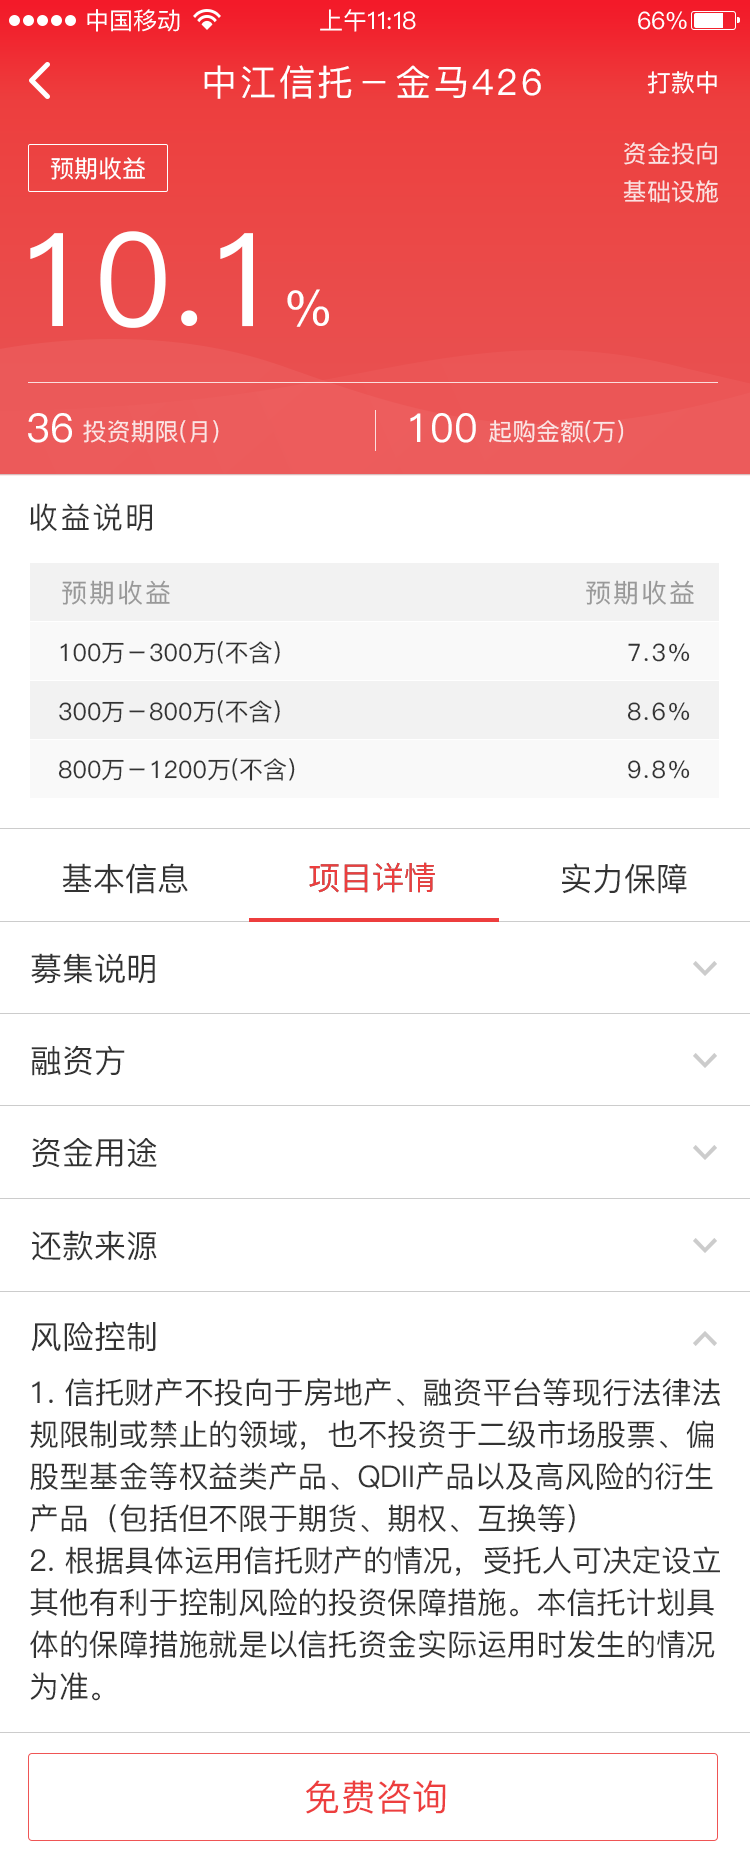 中国移动 上午11:18 66%
中江信托－金马426 打款中
预期收益
资金投向
基础设施
10.1%
36 投资期限(月) 100 起购金额(万)
收益说明
预期收益 预期收益
100万－300万(不含) 7.3%
300万－800万(不含) 8.6%
800万－1200万(不含) 9.8%
基本信息 项目详情 实力保障
募集说明
融资方
资金用途
还款来源
风险控制
1. 信托财产不投向于房地产、融资平台等现行法律法
规限制或禁止的领域，也不投资于二级市场股票、偏
股型基金等权益类产品、QDII产品以及高风险的衍生
产品（包括但不限于期货、期权、互换等）
2. 根据具体运用信托财产的情况，受托人可决定设立
其他有利于控制风险的投资保障措施。本信托计划具
体的保障措施就是以信托资金实际运用时发生的情况
为准。
免费咨询